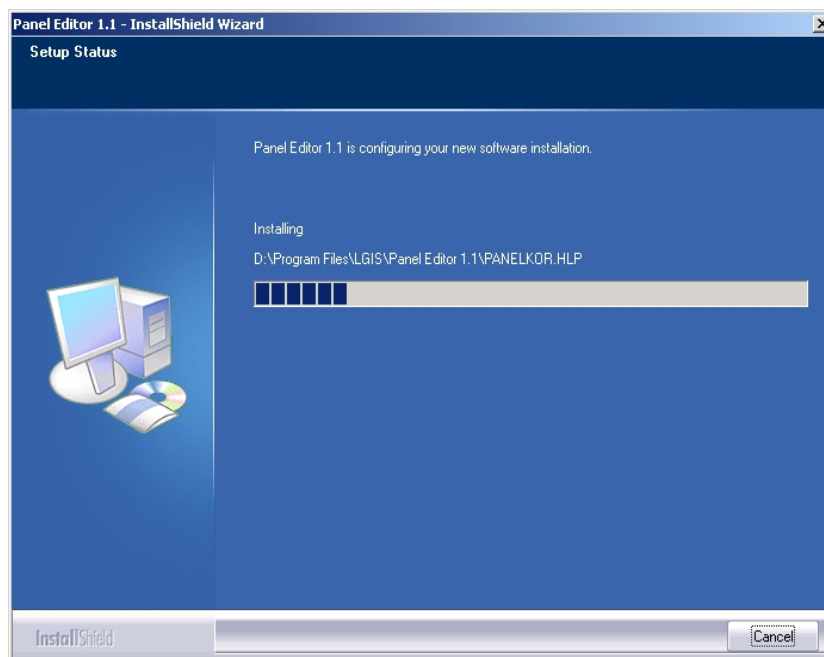 Panel Editor 1.1 - InstallShield Wizard
Setup Status
Panel Editor 1.1 is configuring your new software installation.
Installing
D:\Program Files\LGIS\Panel Editor 1.1\PANELKOR.HLP
InstallShield
Cancel